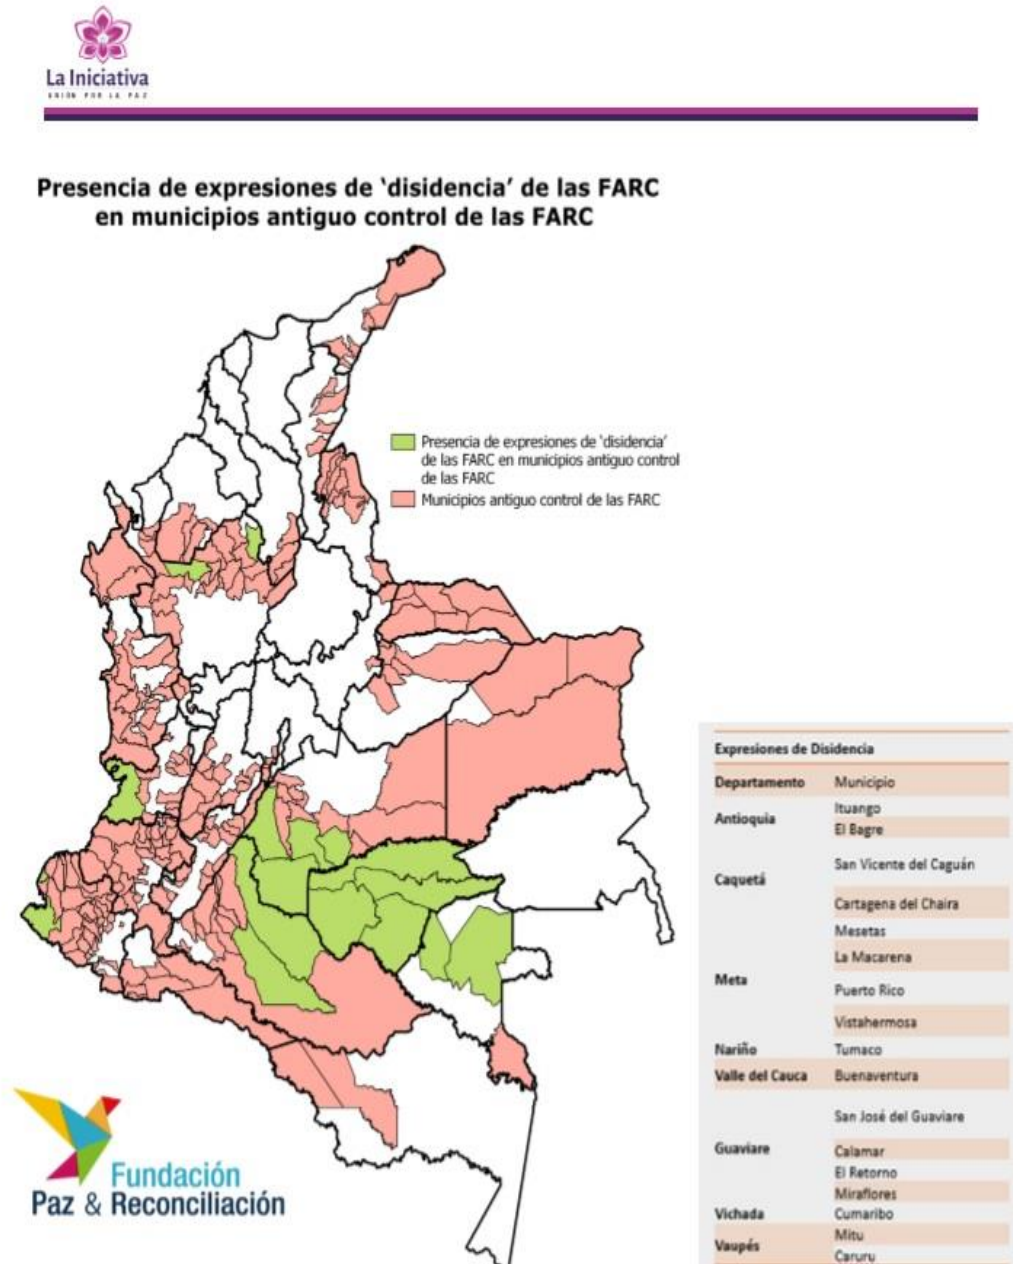 La Iniciativa
UNIÓN POR LA PAZ
Presencia de expresiones de ‘disidencia’ de las FARC
en municipios antiguo control de las FARC
Presencia de expresiones de ‘disidencia’
de las FARC en municipios antiguo control
de las FARC
Municipios antiguo control de las FARC
Expresiones de Disidencia
Departamento Municipio
Antioquia
Ituango
El Bagre
Caquetá
San Vicente del Caguán
Cartagena del Chaira
Meta
Mesetas
La Macarena
Puerto Rico
Vistahermosa
Nariño Tumaco
Valle del Cauca Buenaventura
Guaviare
San José del Guaviare
Calamar
El Retorno
Miraflores
Vichada Cumaribo
Vaupés
Mitu
Caruru
Fundación
Paz & Reconciliación